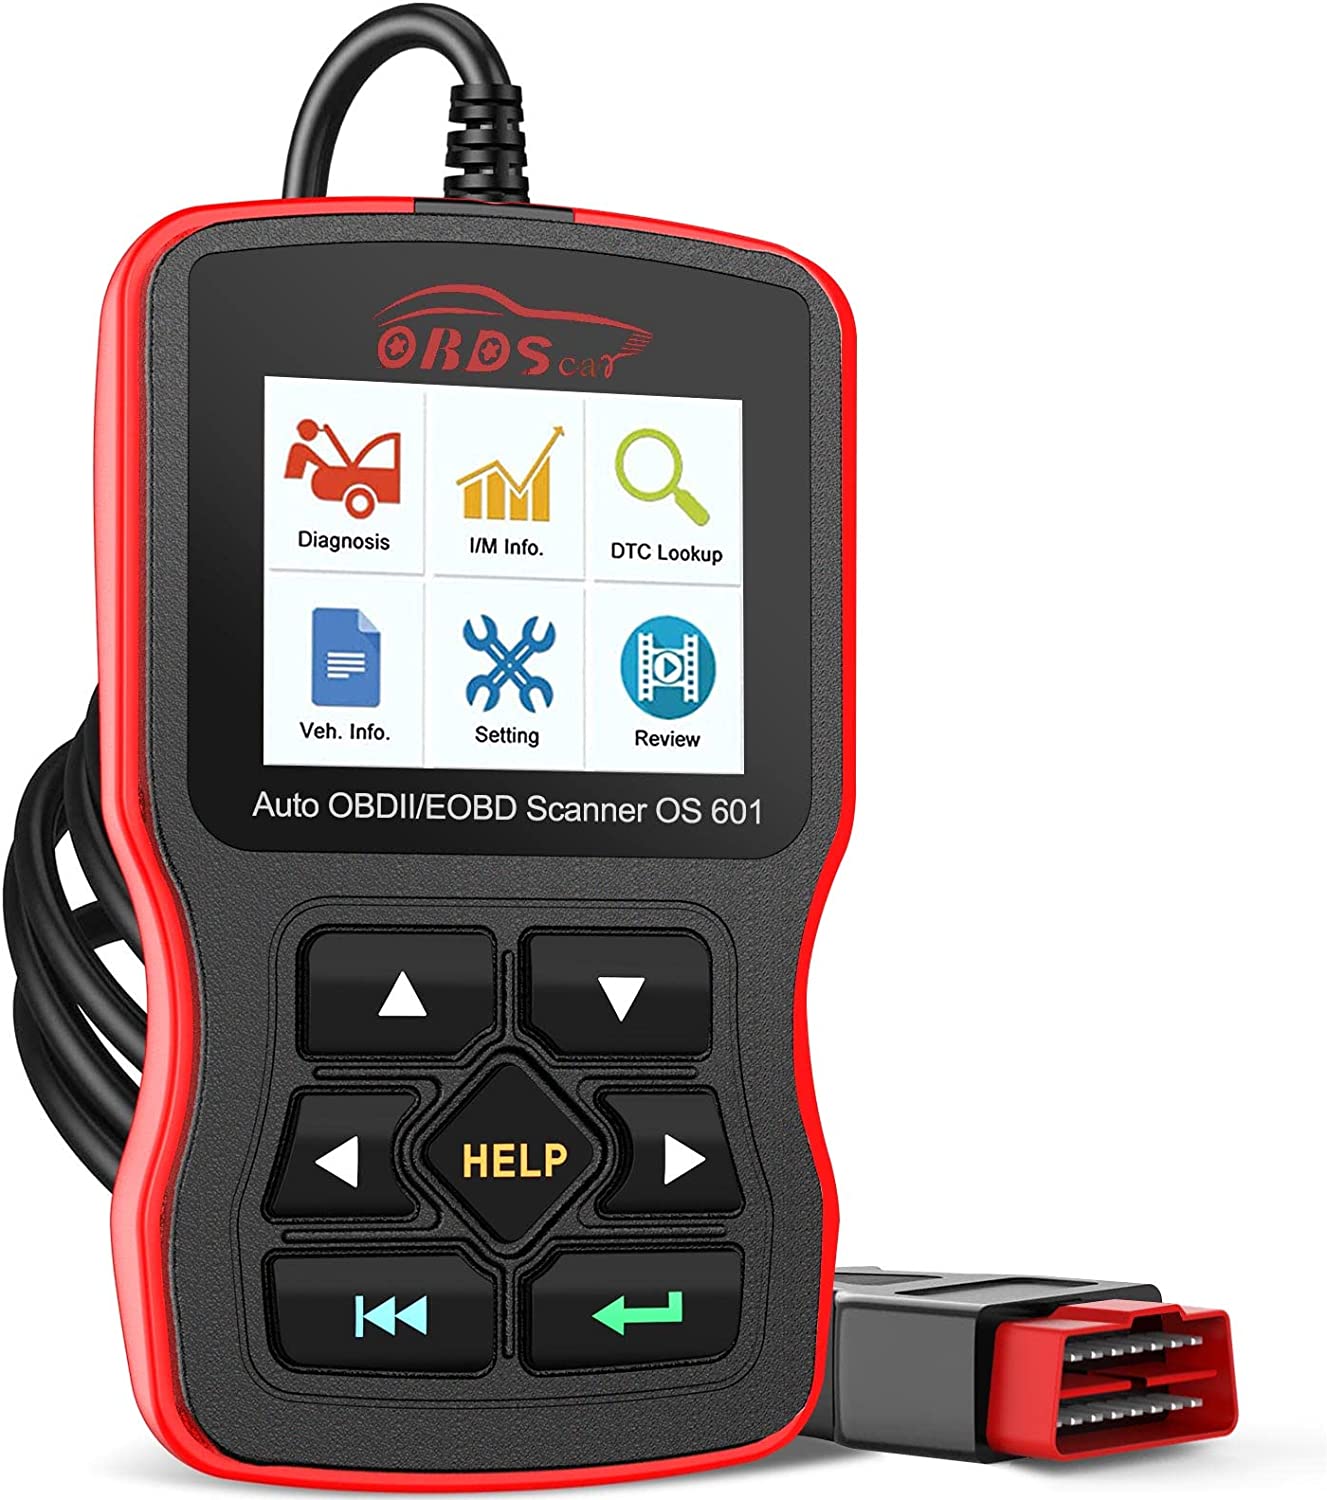 OBDScar
Diagnosis
I/M Info.
DTC Lookup
Veh. Info.
Setting
Review
Auto OBDII/EOBD Scanner OS 601
HELP